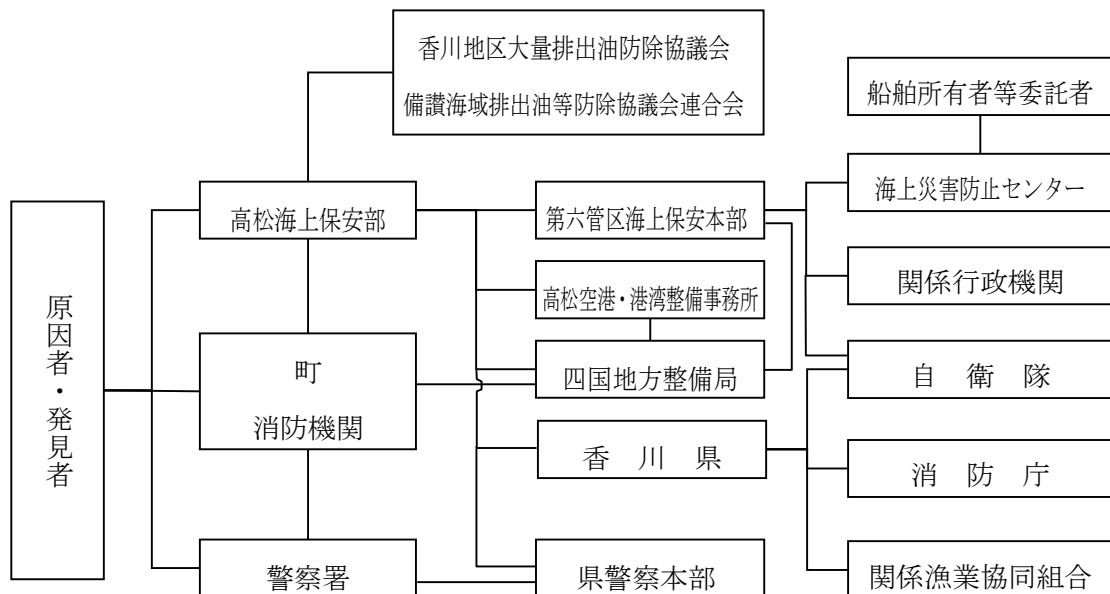 香川地区大量排出油防除協議会
備讃海域排出油等防除協議会連合会
船舶所有者等委託者
海上災害防止センター
高松海上保安部
第六管区海上保安本部
関係行政機関
高松空港・港湾整備事務所
原因者・発見者
町
消防機関
四国地方整備局
自衛隊
香川県
消防庁
警察署
県警察本部
関係漁業協同組合